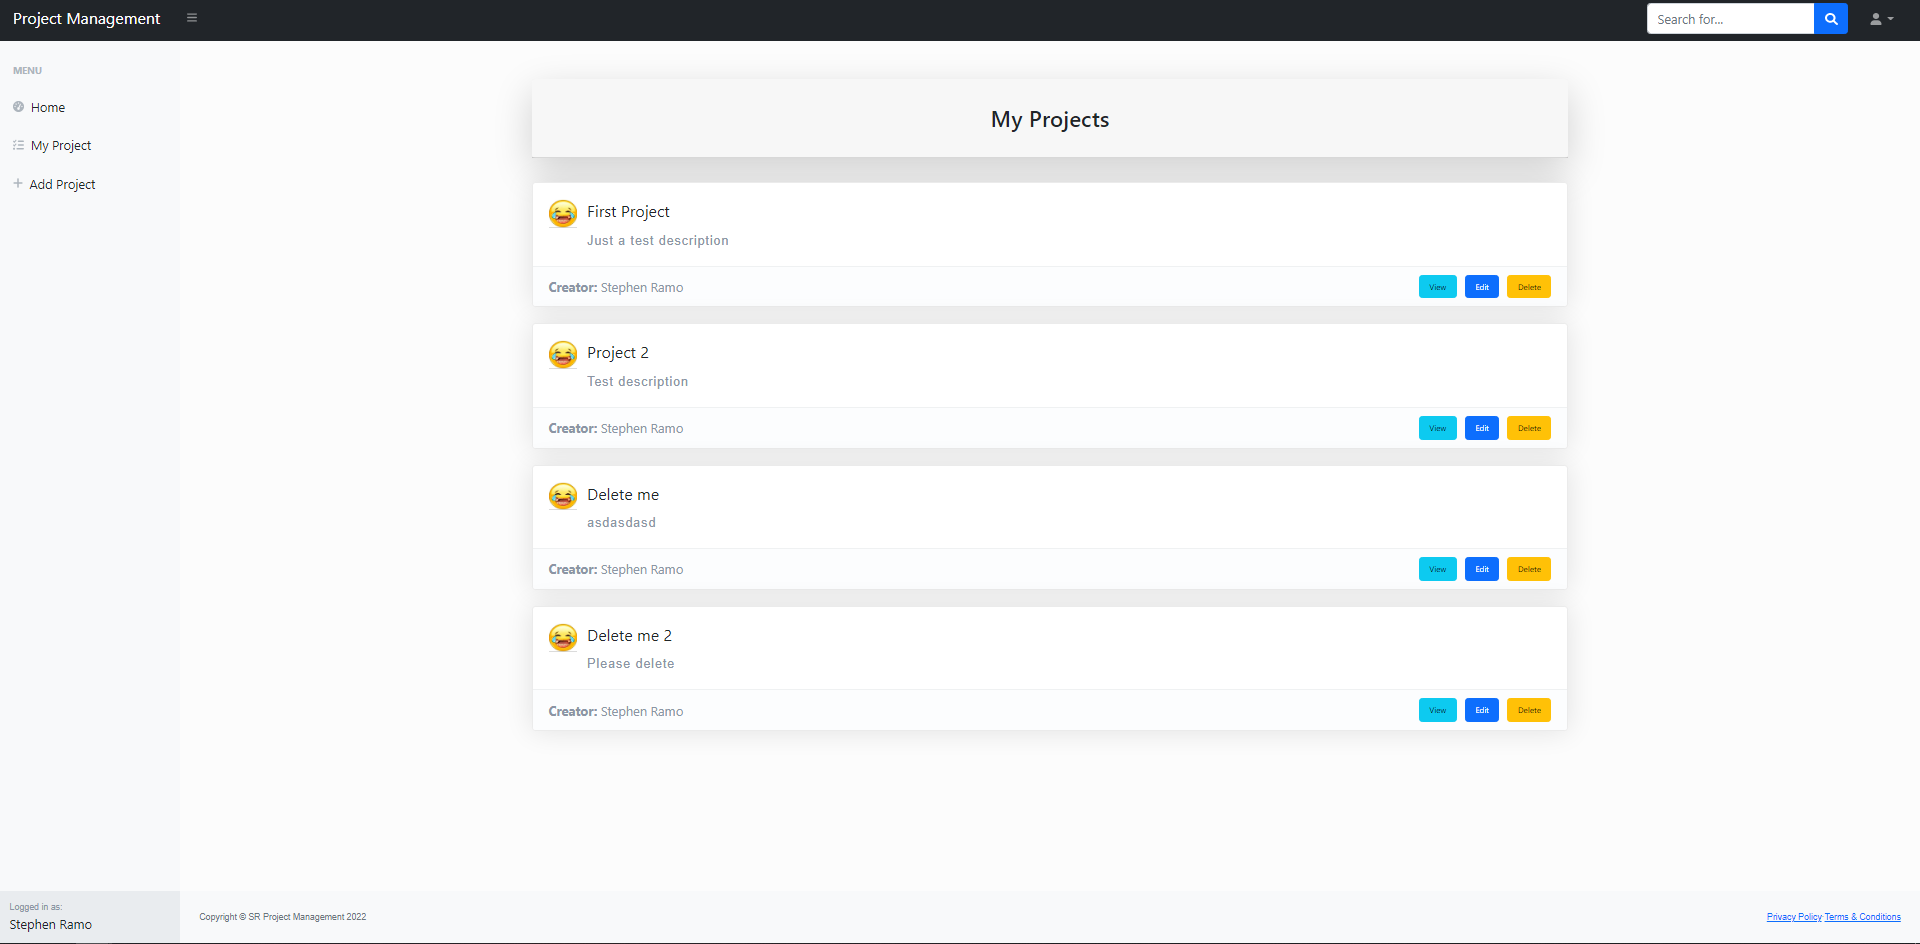 Project Management
Search for...
MENU
Home
My Project
Add Project
My Projects
First Project
Just a test description
Creator: Stephen Ramo
View Edit Delete
Project 2
Test description
Creator: Stephen Ramo
View Edit Delete
Delete me
asdasdasd
Creator: Stephen Ramo
View Edit Delete
Delete me 2
Please delete
Creator: Stephen Ramo
View Edit Delete
Logged in as:
Stephen Ramo
Copyright © SR Project Management 2022
Privacy Policy Terms & Conditions